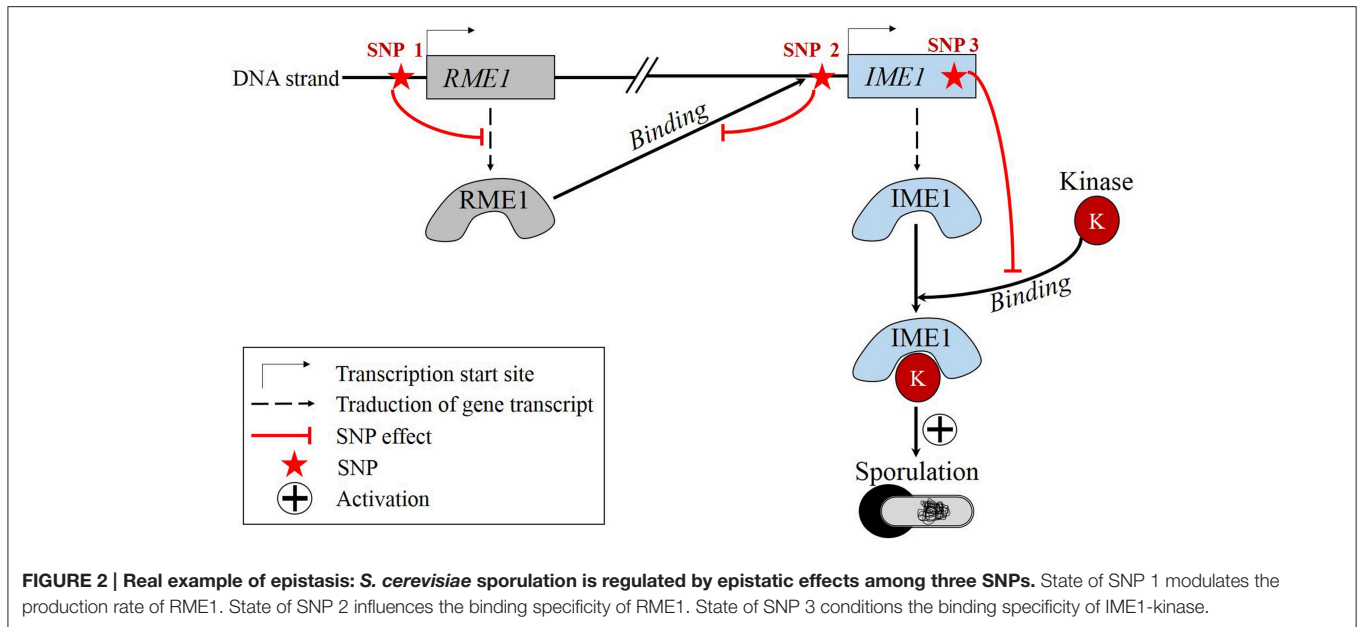 SNP 1
SNP 2
SNP 3
DNA strand
RME1
IME1
Binding
RME1
IME1
Kinase
K
Binding
IME1
K
Transcription start site
Traduction of gene transcript
SNP effect
SNP
Activation
Sporulation
FIGURE 2 | Real example of epistasis: S. cerevisiae sporulation is regulated by epistatic effects among three SNPs. State of SNP 1 modulates the
production rate of RME1. State of SNP 2 influences the binding specificity of RME1. State of SNP 3 conditions the binding specificity of IME1-kinase.